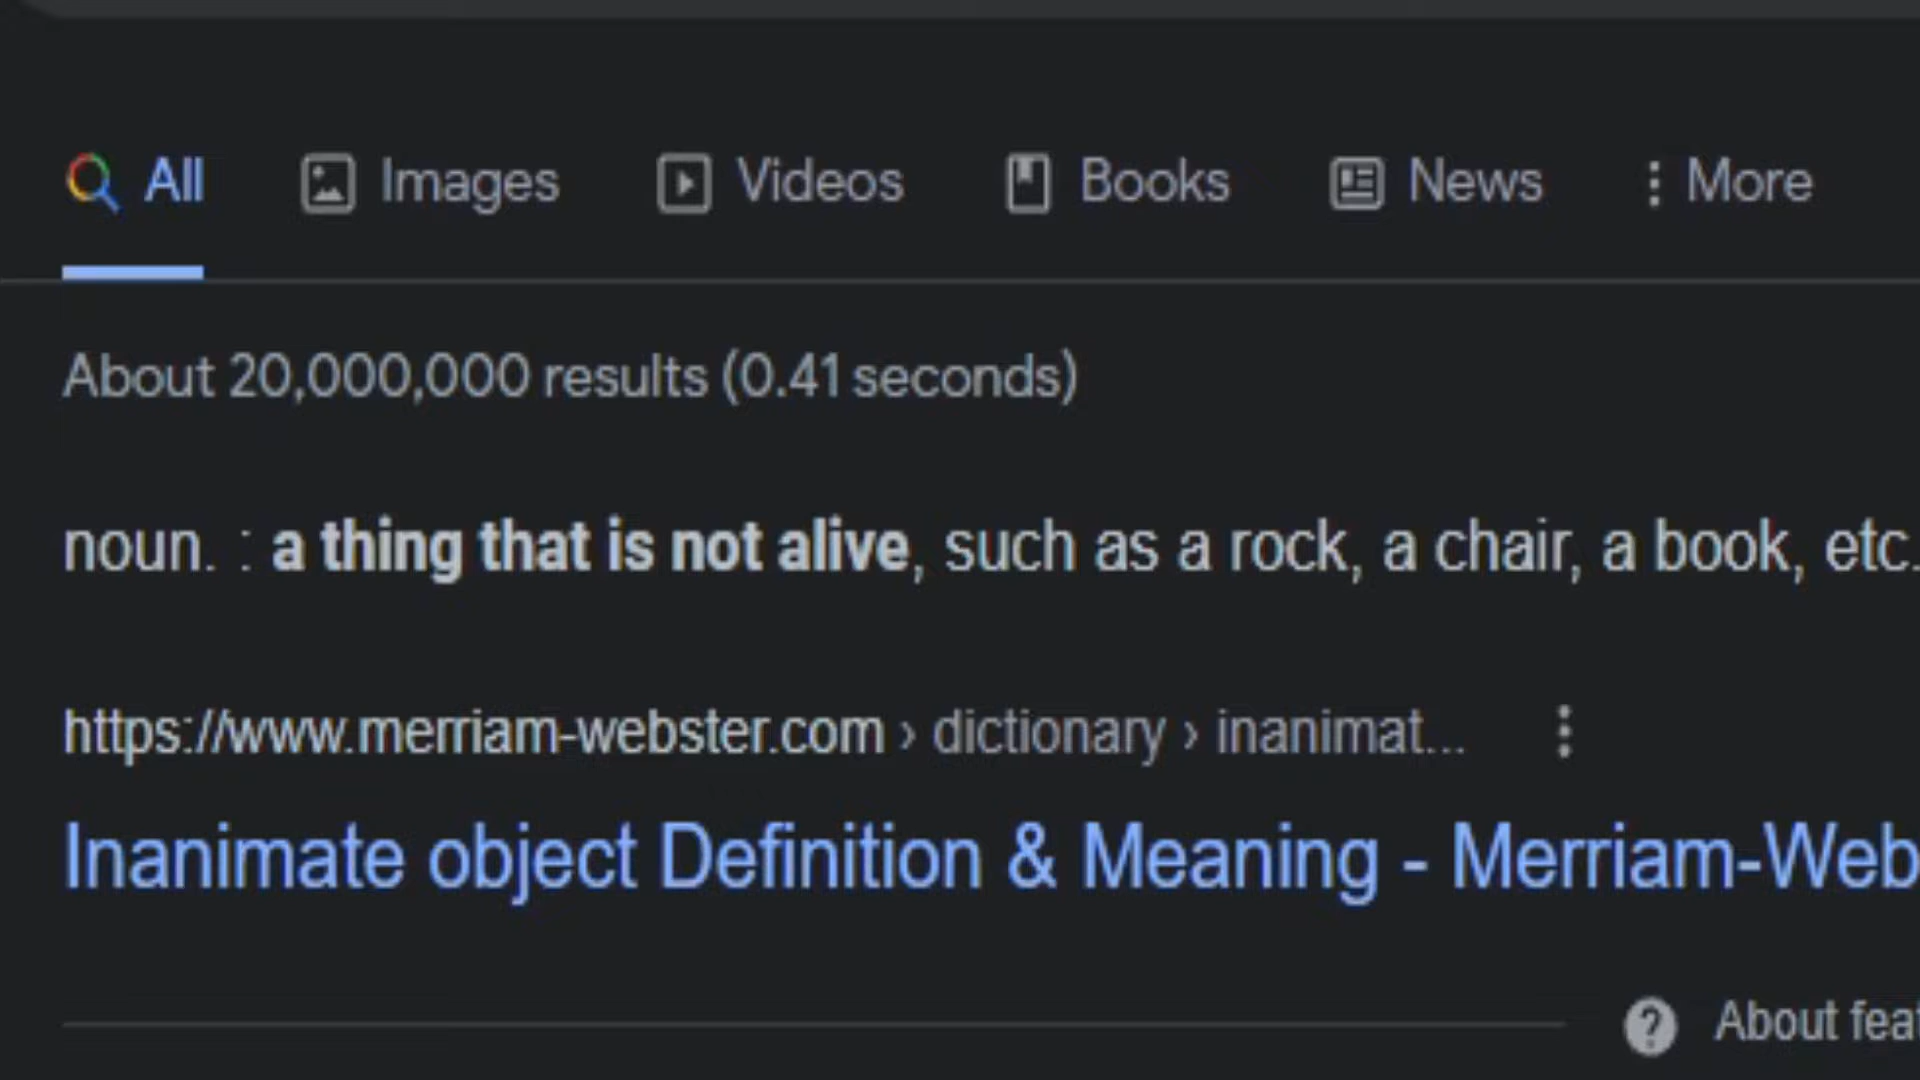 All Images Videos Books News More
About 20,000,000 results (0.41 seconds)
noun. : a thing that is not alive, such as a rock, a chair, a book, etc.
https://www.merriam-webster.com › dictionary › inanimat...
Inanimate object Definition & Meaning - Merriam-Web
About feat